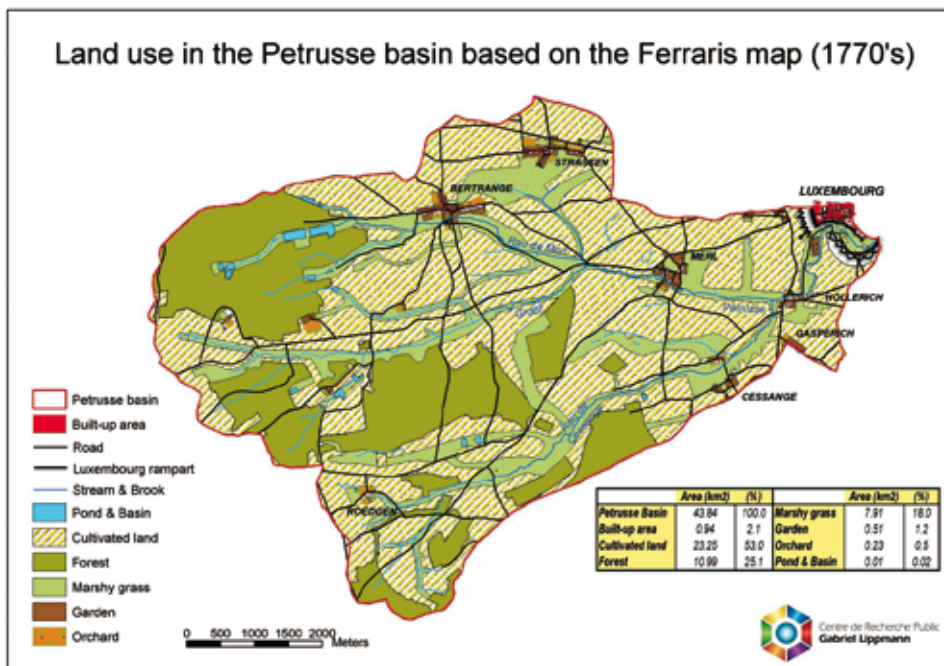 Land use in the Petrusse basin based on the Ferraris map (1770's)
STRASSEN
BERTRANGE
LUXEMBOURG
MERL
Petrusse
HOLLERICH
GASPERICH
CESSANGE
ROEDGEN
Petrusse basin
Built-up area
Road
Luxembourg rampart
Stream & Brook
Pond & Basin
Cultivated land
Forest
Marshy grass
Garden
Orchard
0 500 1000 1500 2000
Meters
Area (km2) (%) Area (km2) (%)
Petrusse Basin 43.84 100.0 Marshy grass 7.91 18.0
Built-up area 0.94 2.1 Garden 0.51 1.2
Cultivated land 23.25 53.0 Orchard 0.23 0.5
Forest 10.99 25.1 Pond & Basin 0.01 0.02
Centre de Recherche Public
Gabriel Lippmann